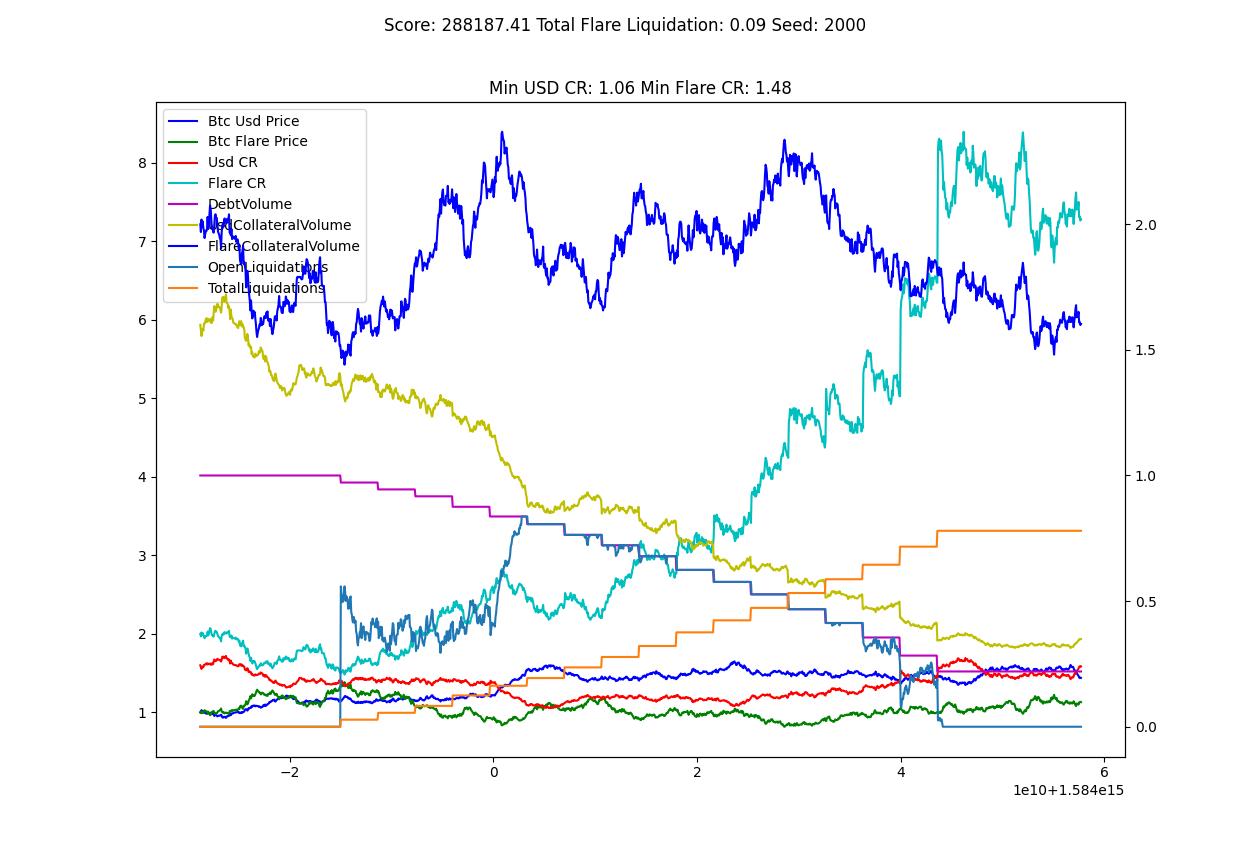 Score: 288187.41 Total Flare Liquidation: 0.09 Seed: 2000
Min USD CR: 1.06 Min Flare CR: 1.48
Btc Usd Price
Btc Flare Price
Usd CR
Flare CR
DebtVolume
UsdCollateralVolume
FlareCollateralVolume
OpenLiquidations
TotalLiquidations
8
7
6
5
4
3
2
1
2.0
1.5
1.0
0.5
0.0
−2
0
2
4
6
1e10+1.584e15